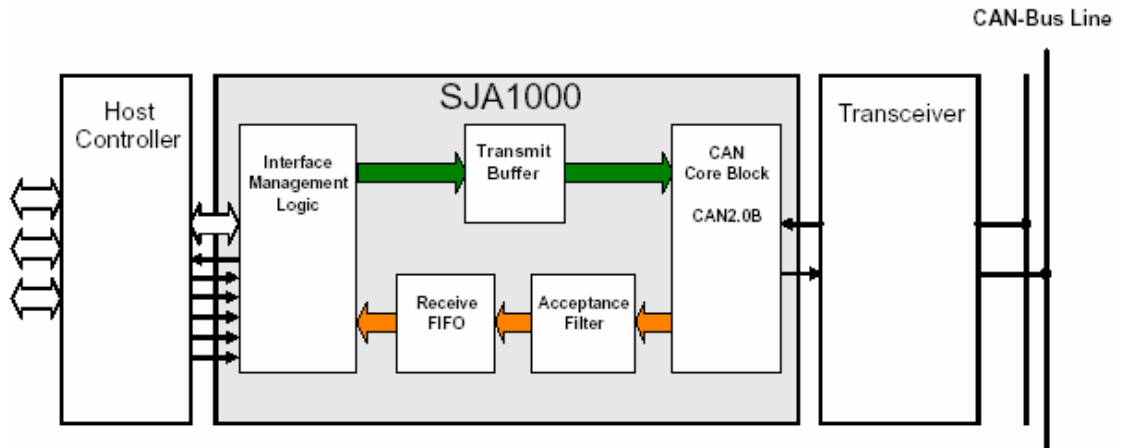 CAN-Bus Line
Host
Controller
SJA1000
Transceiver
Interface
Management
Logic
Transmit
Buffer
CAN
Core Block
CAN2.0B
Receive
FIFO
Acceptance
Filter